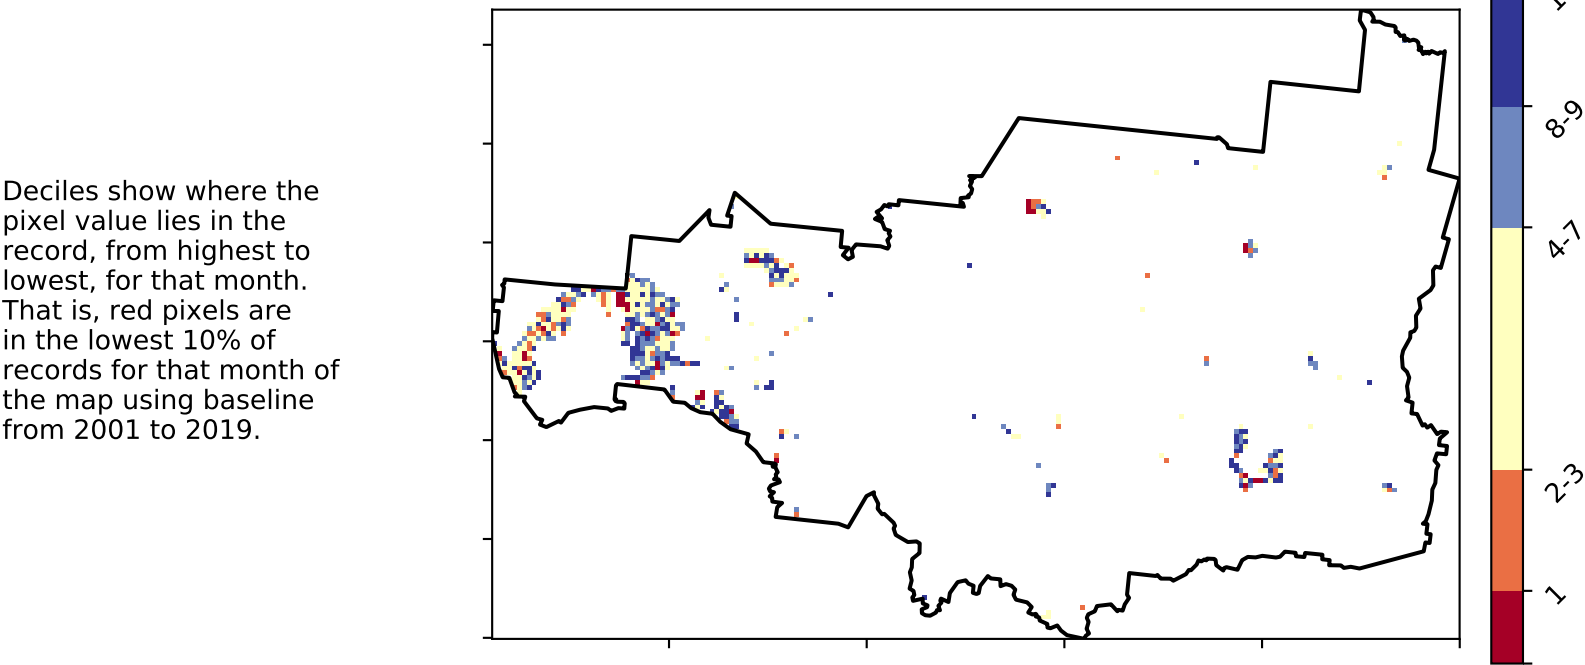 Deciles show where the
pixel value lies in the
record, from highest to
lowest, for that month.
That is, red pixels are
in the lowest 10% of
records for that month of
the map using baseline
from 2001 to 2019.
8-9
4-7
2-3
1